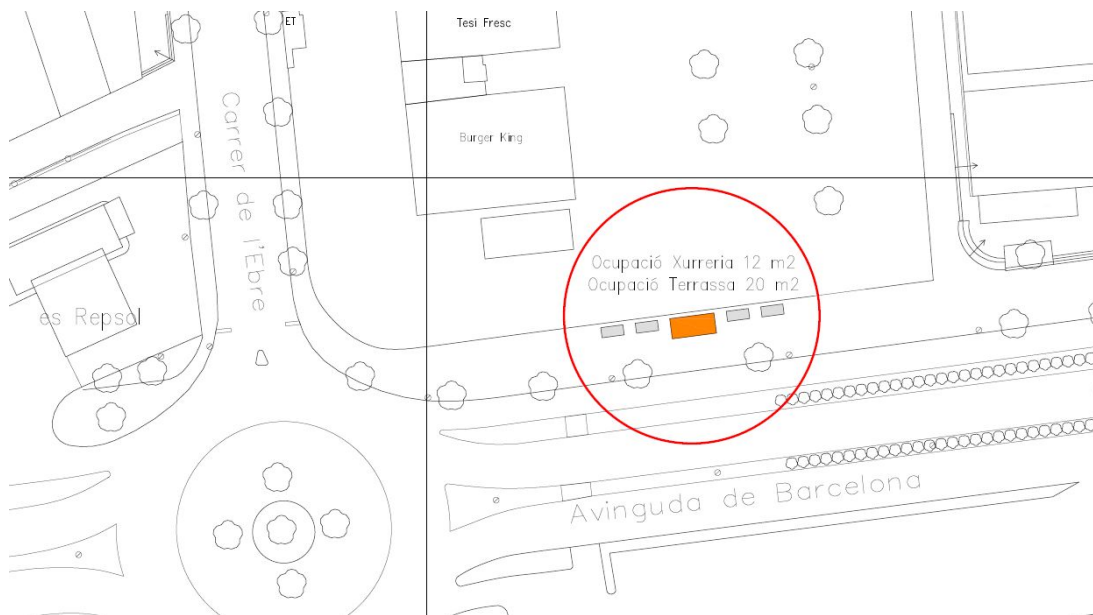 ET
Tesi Fresc
Burger King
Carrer de l'Ebre
Ocupació Xurreria 12 m2
Ocupació Terrassa 20 m2
es Repsol
Avinguda de Barcelona